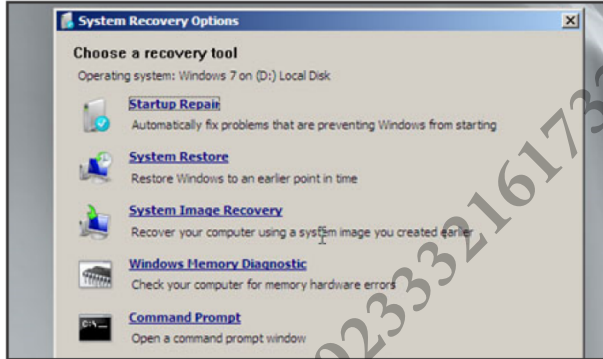 System Recovery Options
Choose a recovery tool
Operating system: Windows 7 on (D:) Local Disk
Startup Repair
Automatically fix problems that are preventing Windows from starting
System Restore
Restore Windows to an earlier point in time
System Image Recovery
Recover your computer using a system image you created earlier
Windows Memory Diagnostic
Check your computer for memory hardware errors
C:\_
Command Prompt
Open a command prompt window